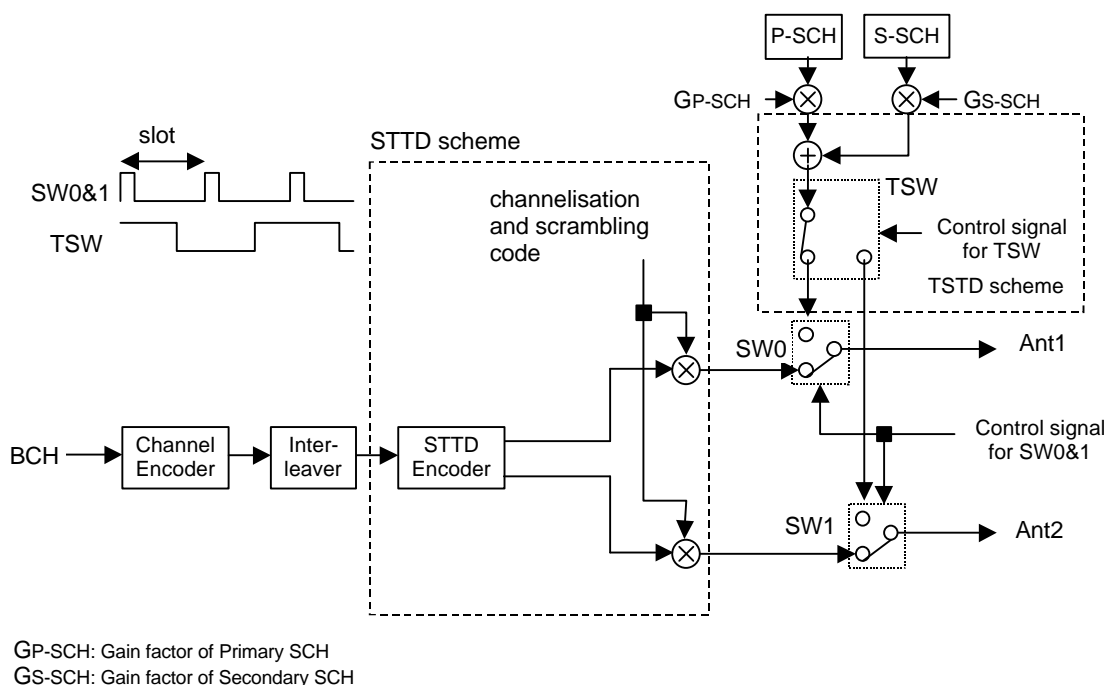 P-SCH
S-SCH
GP-SCH
GS-SCH
slot
STTD scheme
SW0&1
TSW
channelisation
and scrambling
code
TSW
Control signal
for TSW
TSTD scheme
SW0
Ant1
BCH
Channel
Encoder
Inter-
leaver
STTD
Encoder
Control signal
for SW0&1
SW1
Ant2
GP-SCH: Gain factor of Primary SCH
GS-SCH: Gain factor of Secondary SCH